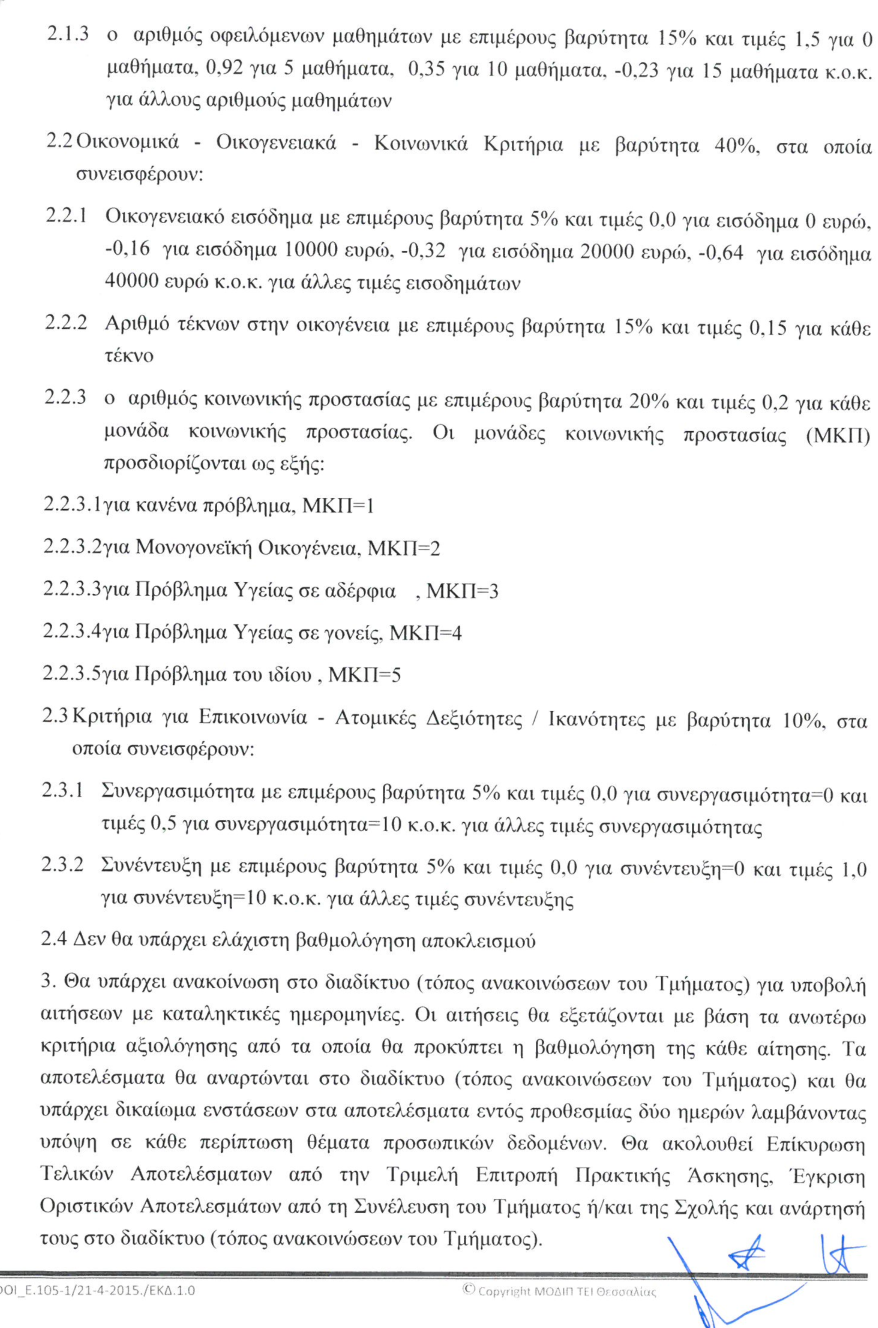 2.1.3 ο αριθμός οφειλόμενων μαθημάτων με επιμέρους βαρύτητα 15% και τιμές 1,5 για 0
μαθήματα, 0,92 για 5 μαθήματα, 0,35 για 10 μαθήματα, -0,23 για 15 μαθήματα κ.ο.κ.
για άλλους αριθμούς μαθημάτων
2.2 Οικονομικά - Οικογενειακά - Κοινωνικά Κριτήρια με βαρύτητα 40%, στα οποία
συνεισφέρουν:
2.2.1 Οικογενειακό εισόδημα με επιμέρους βαρύτητα 5% και τιμές 0,0 για εισόδημα 0 ευρώ,
-0,16 για εισόδημα 10000 ευρώ, -0,32 για εισόδημα 20000 ευρώ, -0,64 για εισόδημα
40000 ευρώ κ.ο.κ. για άλλες τιμές εισοδημάτων
2.2.2 Αριθμό τέκνων στην οικογένεια με επιμέρους βαρύτητα 15% και τιμές 0,15 για κάθε
τέκνο
2.2.3 ο αριθμός κοινωνικής προστασίας με επιμέρους βαρύτητα 20% και τιμές 0,2 για κάθε
μονάδα κοινωνικής προστασίας. Οι μονάδες κοινωνικής προστασίας (ΜΚΠ)
προσδιορίζονται ως εξής:
2.2.3.1για κανένα πρόβλημα, ΜΚΠ=1
2.2.3.2για Μονογονεϊκή Οικογένεια, ΜΚΠ=2
2.2.3.3για Πρόβλημα Υγείας σε αδέρφια , ΜΚΠ=3
2.2.3.4για Πρόβλημα Υγείας σε γονείς, ΜΚΠ=4
2.2.3.5για Πρόβλημα του ιδίου , ΜΚΠ=5
2.3 Κριτήρια για Επικοινωνία - Ατομικές Δεξιότητες / Ικανότητες με βαρύτητα 10%, στα
οποία συνεισφέρουν:
2.3.1 Συνεργασιμότητα με επιμέρους βαρύτητα 5% και τιμές 0,0 για συνεργασιμότητα=0 και
τιμές 0,5 για συνεργασιμότητα=10 κ.ο.κ. για άλλες τιμές συνεργασιμότητας
2.3.2 Συνέντευξη με επιμέρους βαρύτητα 5% και τιμές 0,0 για συνέντευξη=0 και τιμές 1,0
για συνέντευξη=10 κ.ο.κ. για άλλες τιμές συνέντευξης
2.4 Δεν θα υπάρχει ελάχιστη βαθμολόγηση αποκλεισμού
3. Θα υπάρχει ανακοίνωση στο διαδίκτυο (τόπος ανακοινώσεων του Τμήματος) για υποβολή
αιτήσεων με καταληκτικές ημερομηνίες. Οι αιτήσεις θα εξετάζονται με βάση τα ανωτέρω
κριτήρια αξιολόγησης από τα οποία θα προκύπτει η βαθμολόγηση της κάθε αίτησης. Τα
αποτελέσματα θα αναρτώνται στο διαδίκτυο (τόπος ανακοινώσεων του Τμήματος) και θα
υπάρχει δικαίωμα ενστάσεων στα αποτελέσματα εντός προθεσμίας δύο ημερών λαμβάνοντας
υπόψη σε κάθε περίπτωση θέματα προσωπικών δεδομένων. Θα ακολουθεί Επίκυρωση
Τελικών Αποτελέσματων από την Τριμελή Επιτροπή Πρακτικής Άσκησης, Έγκριση
Οριστικών Αποτελεσμάτων από τη Συνέλευση του Τμήματος ή/και της Σχολής και ανάρτησή
τους στο διαδίκτυο (τόπος ανακοινώσεων του Τμήματος).
DOI_E.105-1/21-4-2015./ΕΚΔ.1.0
© Copyright ΜΟΔΙΠ ΤΕΙ Θεσσαλίας